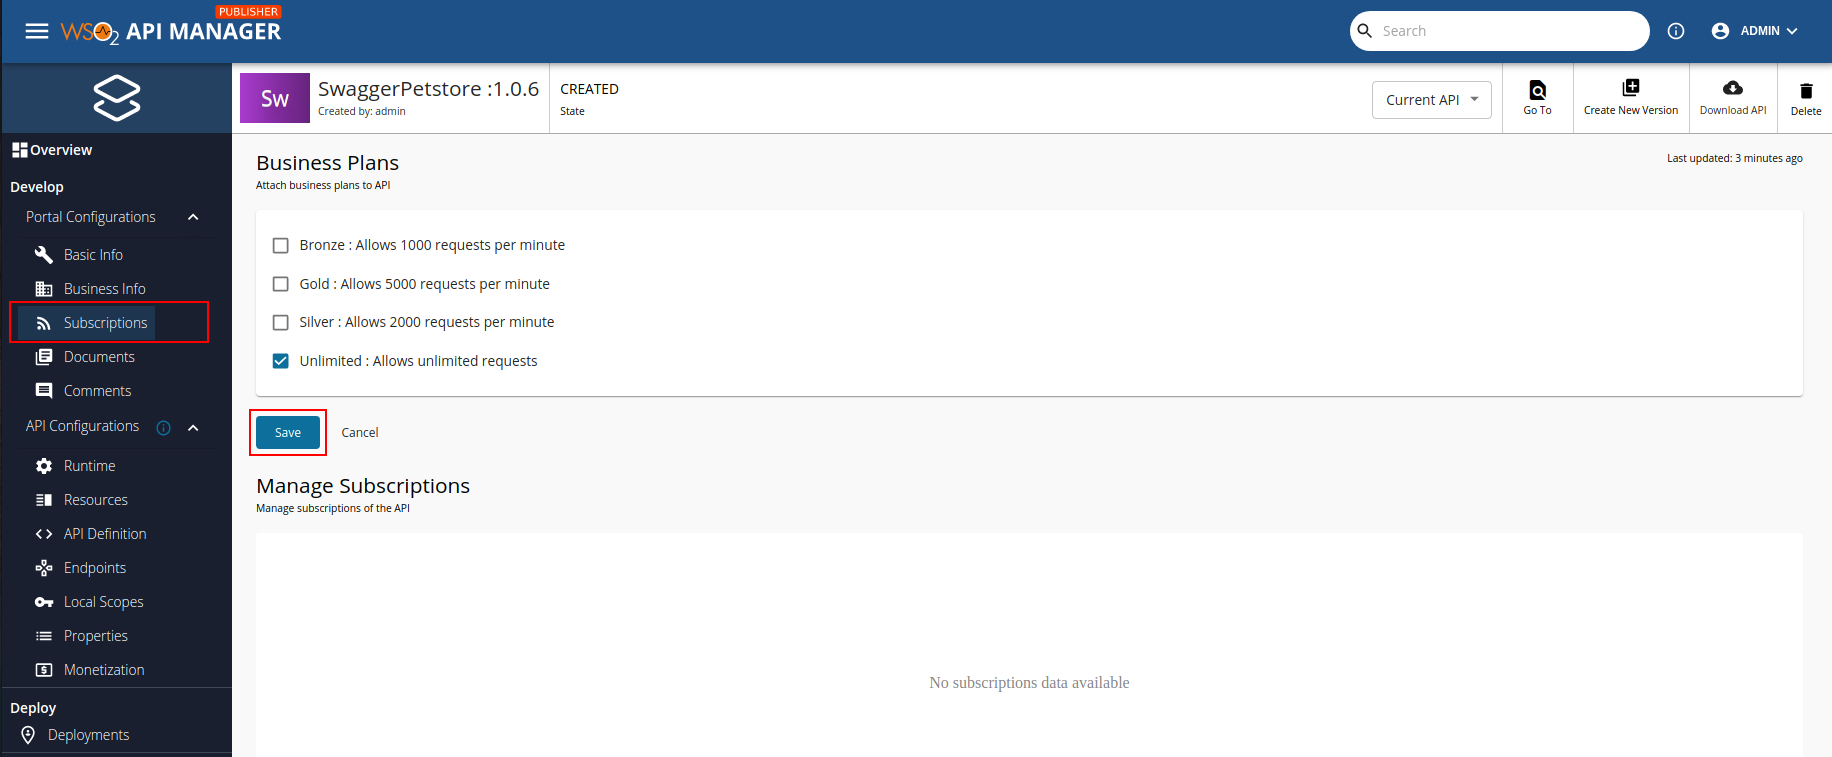 PUBLISHER
WSO2 API MANAGER
Search
ADMIN
Sw
SwaggerPetstore :1.0.6
Created by: admin
CREATED
State
Current API
Go To
Create New Version
Download API
Delete
Overview
Develop
Portal Configurations
Basic Info
Business Info
Subscriptions
Documents
Comments
API Configurations
Runtime
Resources
API Definition
Endpoints
Local Scopes
Properties
Monetization
Deploy
Deployments
Business Plans
Last updated: 3 minutes ago
Attach business plans to API
Bronze : Allows 1000 requests per minute
Gold : Allows 5000 requests per minute
Silver : Allows 2000 requests per minute
Unlimited : Allows unlimited requests
Save
Cancel
Manage Subscriptions
Manage subscriptions of the API
No subscriptions data available